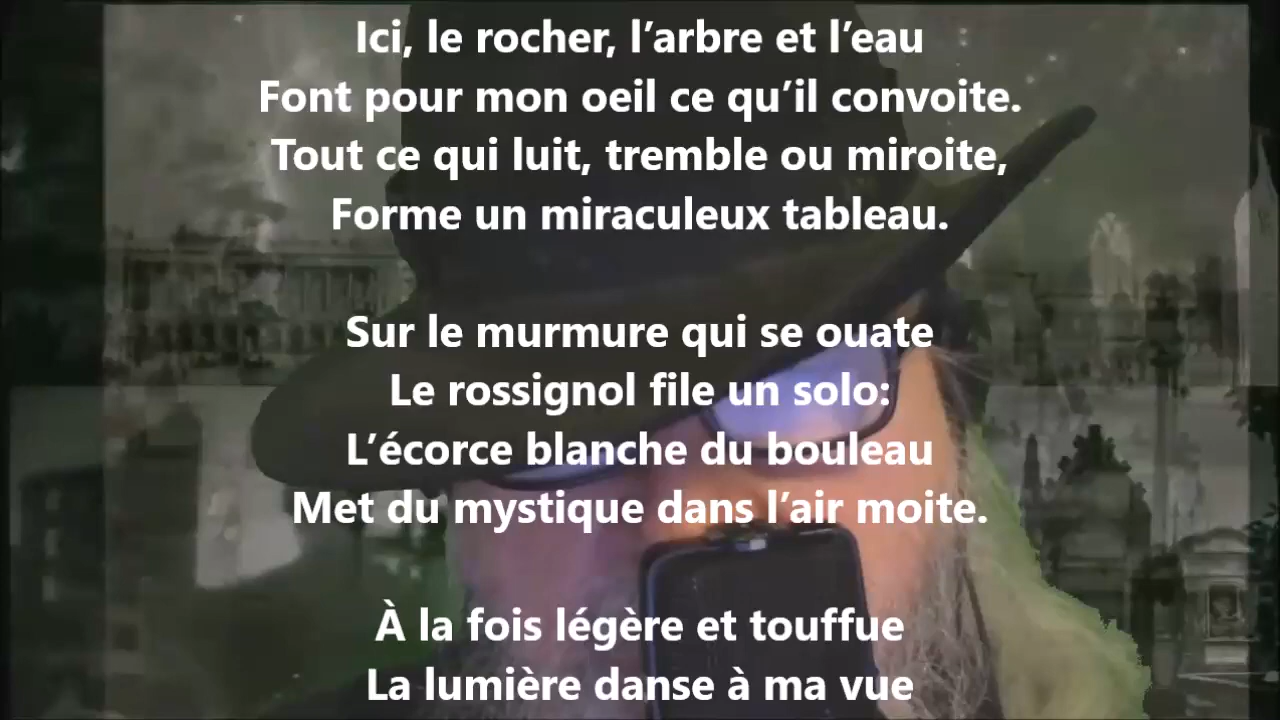 Ici, le rocher, l’arbre et l’eau
Font pour mon oeil ce qu’il convoite.
Tout ce qui luit, tremble ou miroite,
Forme un miraculeux tableau.
Sur le murmure qui se ouate
Le rossignol file un solo:
L’écorce blanche du bouleau
Met du mystique dans l’air moite.
À la fois légère et touffue
La lumière danse à ma vue